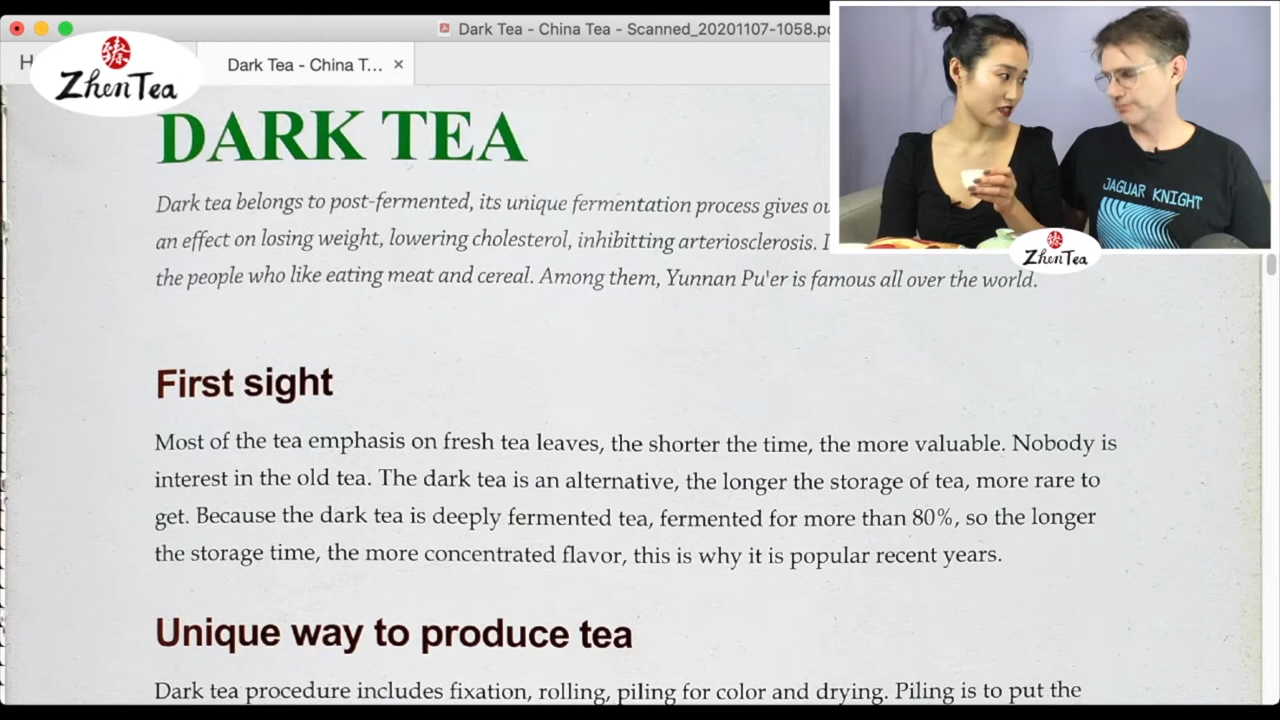 Dark Tea - China Tea - Scanned_20201107-1058.pd
H
Dark Tea - China T... ×
臻
Zhen Tea
JAGUAR KNIGHT
臻
Zhen Tea
DARK TEA
Dark tea belongs to post-fermented, its unique fermentation process gives ou
an effect on losing weight, lowering cholesterol, inhibitting arteriosclerosis. I
the people who like eating meat and cereal. Among them, Yunnan Pu'er is famous all over the world.
First sight
Most of the tea emphasis on fresh tea leaves, the shorter the time, the more valuable. Nobody is
interest in the old tea. The dark tea is an alternative, the longer the storage of tea, more rare to
get. Because the dark tea is deeply fermented tea, fermented for more than 80%, so the longer
the storage time, the more concentrated flavor, this is why it is popular recent years.
Unique way to produce tea
Dark tea procedure includes fixation, rolling, piling for color and drying. Piling is to put the